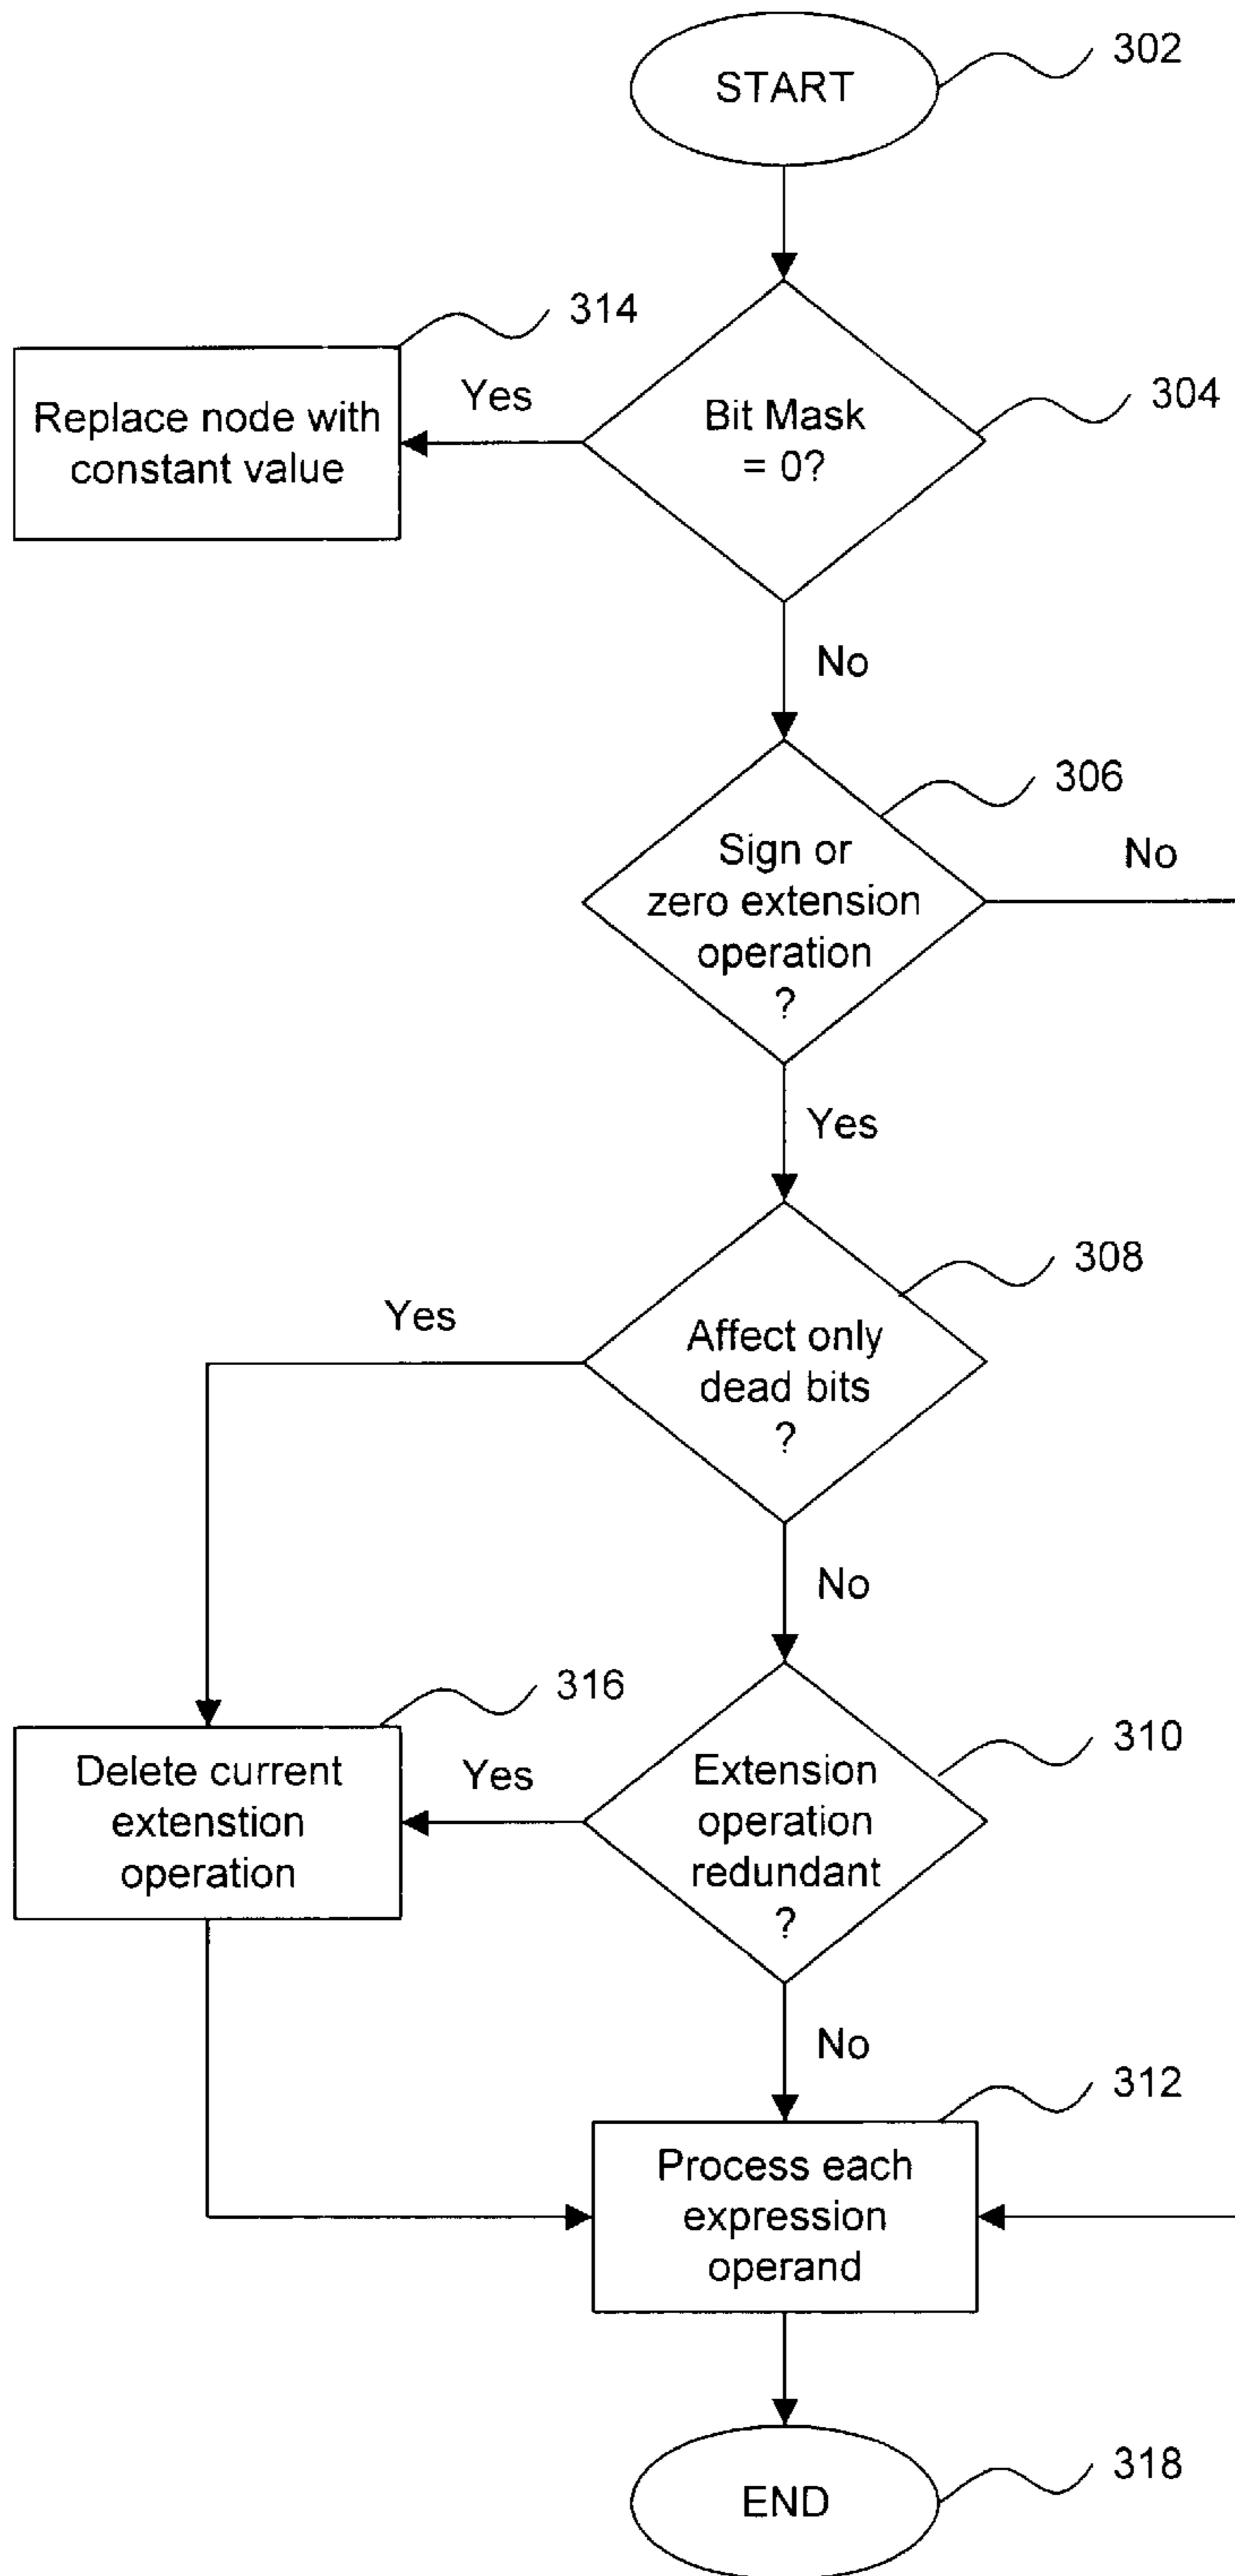 START
302
314
Replace node with
constant value
Yes
Bit Mask
= 0?
304
No
306
Sign or
zero extension
operation
?
No
Yes
308
Yes
Affect only
dead bits
?
No
316
Delete current
extenstion
operation
Yes
Extension
operation
redundant
?
310
No
312
Process each
expression
operand
END
318